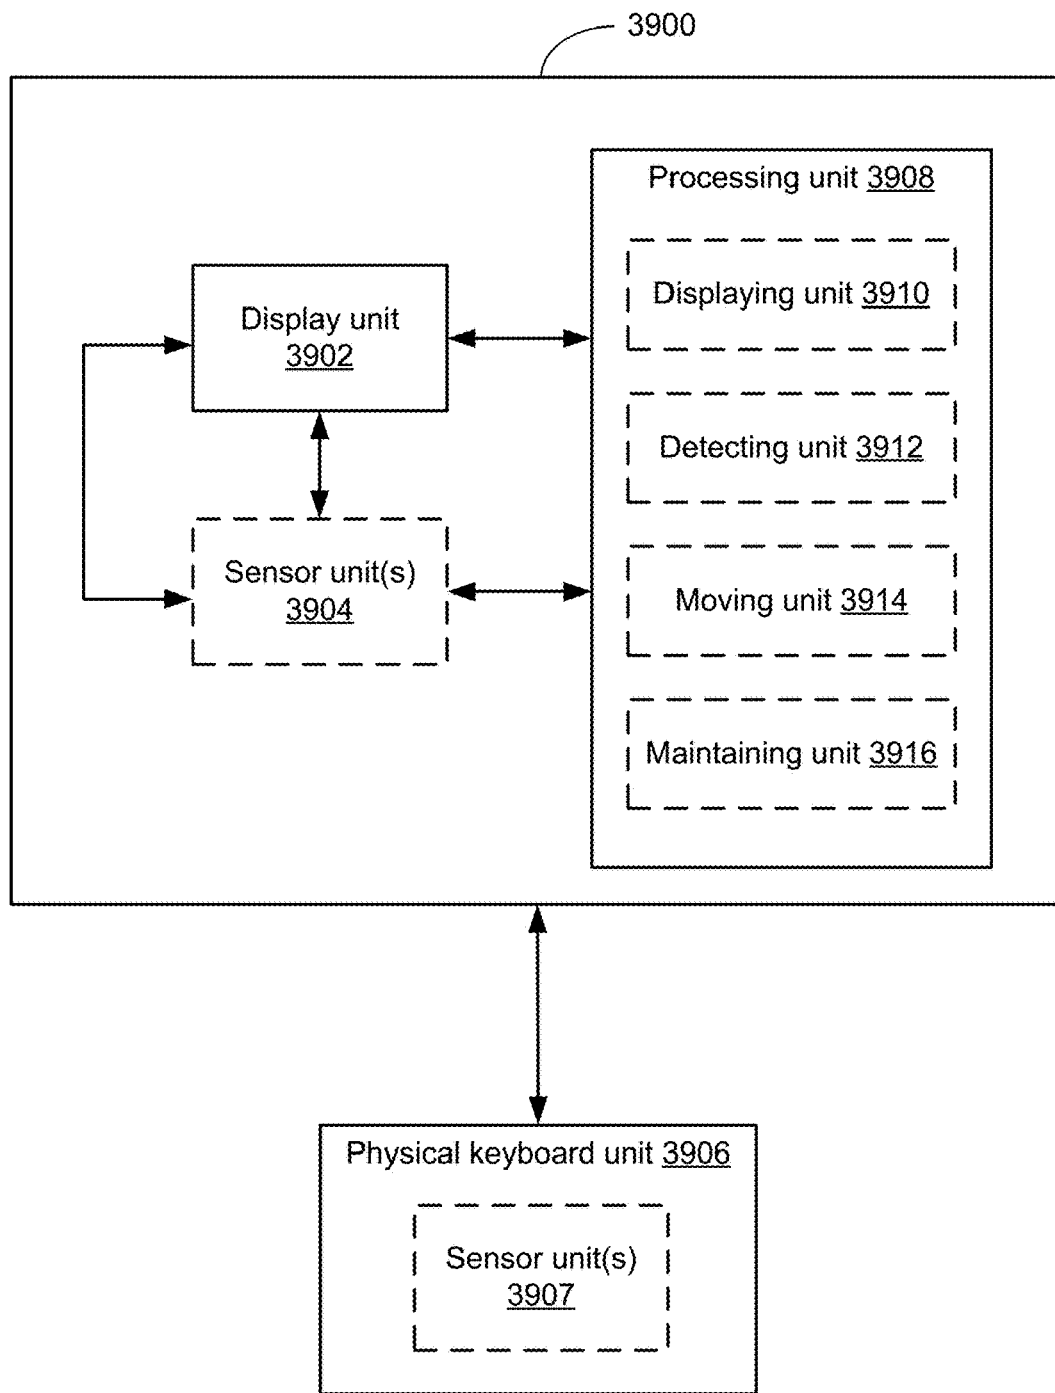 3900
Processing unit 3908
Displaying unit 3910
Display unit
3902
Detecting unit 3912
Sensor unit(s)
3904
Moving unit 3914
Maintaining unit 3916
Physical keyboard unit 3906
Sensor unit(s)
3907